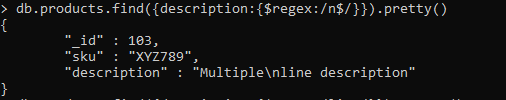 > db.products.find({description:{$regex:/n$/}}).pretty()
{
        "_id" : 103,
        "sku" : "XYZ789",
        "description" : "Multiple\nline description"
}